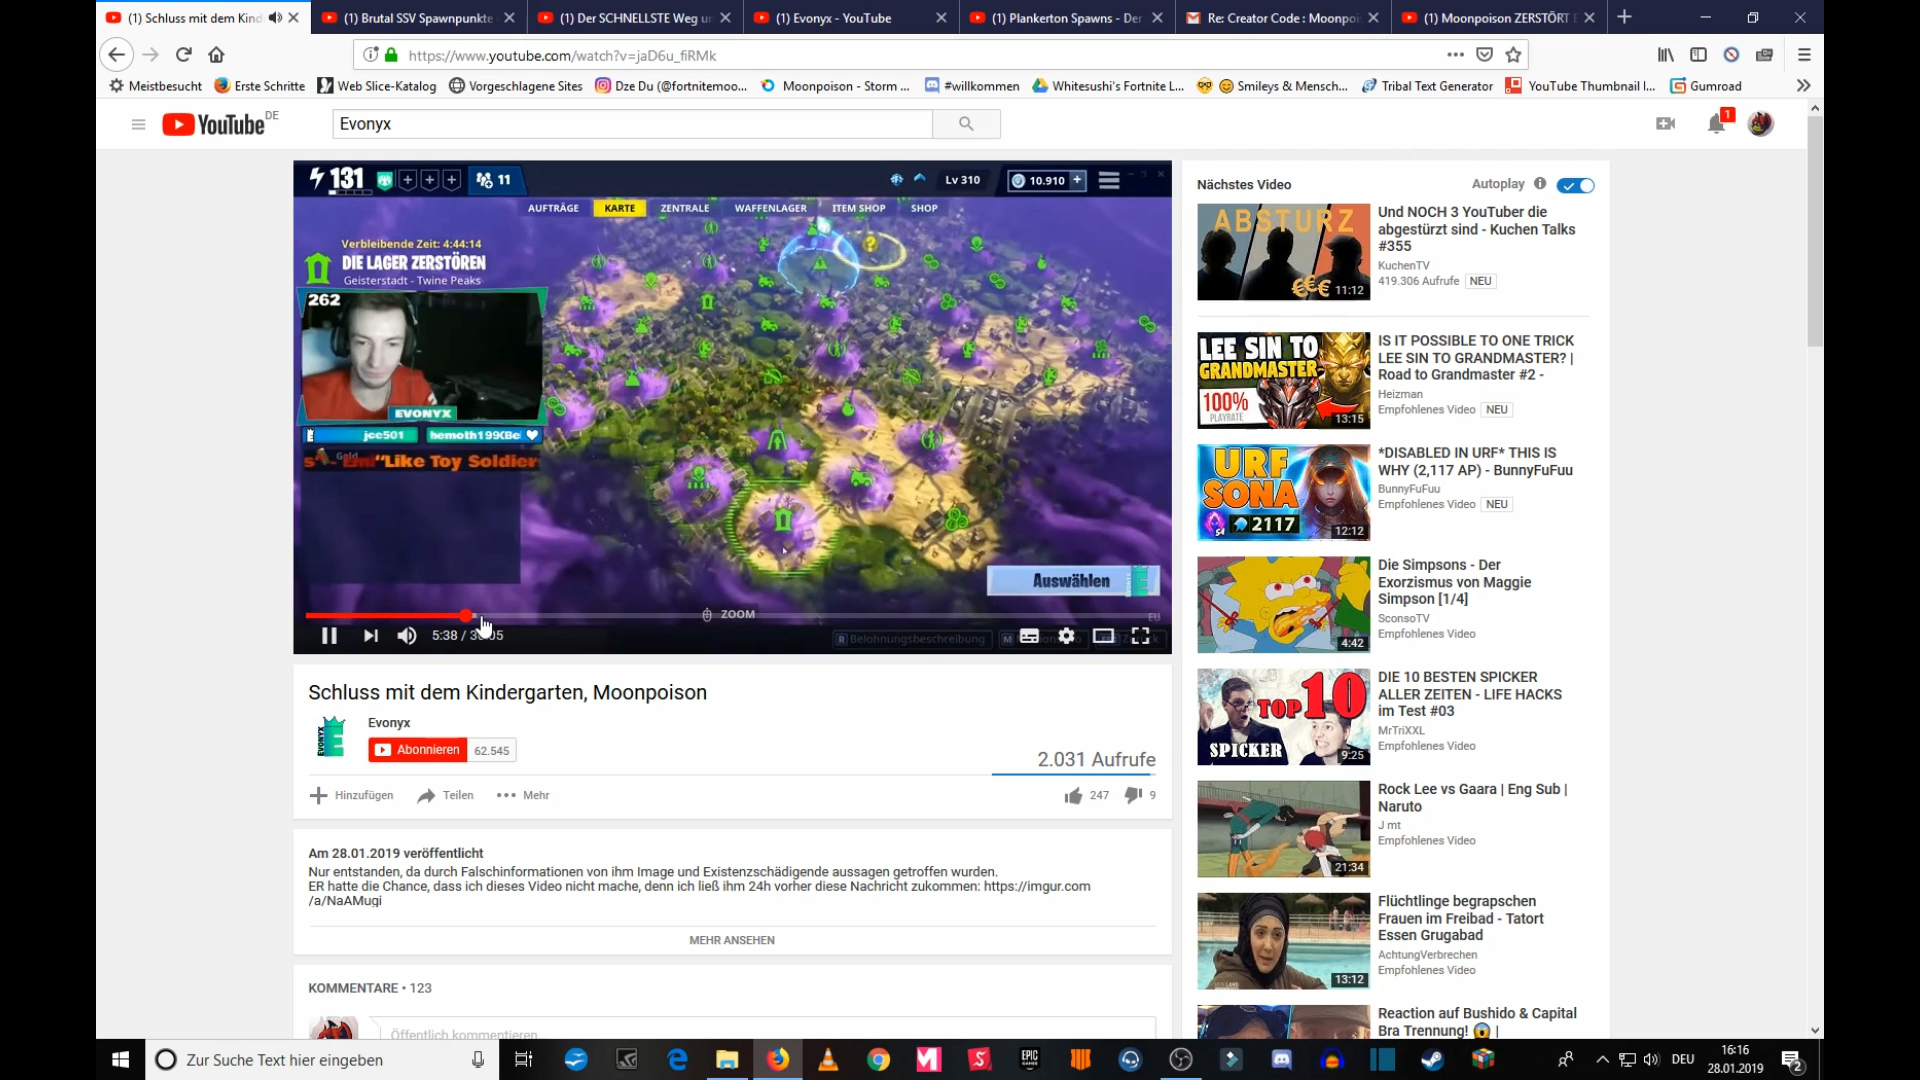 (1) Schluss mit dem Kind
(1) Brutal SSV Spawnpunkte
(1) Der SCHNELLSTE Weg u
(1) Evonyx - YouTube
(1) Plankerton Spawns - Der
Re: Creator Code : Moonpoi
(1) Moonpoison ZERSTÖRT
https://www.youtube.com/watch?v=jaD6u_fiRMk
Meistbesucht
Erste Schritte
Web Slice-Katalog
Vorgeschlagene Sites
Dze Du (@fortnitemoo...
Moonpoison - Storm ...
#willkommen
Whitesushi's Fortnite L...
Smileys & Mensch...
Tribal Text Generator
YouTube Thumbnail I...
Gumroad
YouTube DE
Evonyx
1
131
11
Lv 310
10.910
AUFTRÄGE
KARTE
ZENTRALE
WAFFENLAGER
ITEM SHOP
SHOP
Verbleibende Zeit: 4:44:14
DIE LAGER ZERSTÖREN
Geisterstadt - Twine Peaks
262
EVONYX
jcc501
hemoth199(Be
"Like Toy Soldier
Auswählen
ZOOM
EU
5:38
Belohnungsbeschreibung
Schluss mit dem Kindergarten, Moonpoison
EVONYX
Evonyx
Abonnieren
62.545
2.031 Aufrufe
Hinzufügen
Teilen
Mehr
247
9
Am 28.01.2019 veröffentlicht
Nur entstanden, da durch Falschinformationen von ihm Image und Existenzschädigende aussagen getroffen wurden.
ER hatte die Chance, dass ich dieses Video nicht mache, denn ich ließ ihm 24h vorher diese Nachricht zukommen: https://imgur.com
/a/NaAMugi
MEHR ANSEHEN
KOMMENTARE • 123
Öffentlich kommentieren
Nächstes Video
Autoplay
ABSTURZ
€€€
11:12
Und NOCH 3 YouTuber die
abgestürzt sind - Kuchen Talks
#355
KuchenTV
419.306 Aufrufe
NEU
LEE SIN TO
GRANDMASTER
100%
PLAYRATE
13:15
IS IT POSSIBLE TO ONE TRICK
LEE SIN TO GRANDMASTER? |
Road to Grandmaster #2 -
Heizman
Empfohlenes Video
NEU
URF
SONA
2117
12:12
*DISABLED IN URF* THIS IS
WHY (2,117 AP) - BunnyFuFuu
BunnyFuFuu
Empfohlenes Video
NEU
4:42
Die Simpsons - Der
Exorzismus von Maggie
Simpson [1/4]
SconsoTV
Empfohlenes Video
TOP 10
SPICKER
9:25
DIE 10 BESTEN SPICKER
ALLER ZEITEN - LIFE HACKS
im Test #03
MrTriXXL
Empfohlenes Video
21:34
Rock Lee vs Gaara | Eng Sub |
Naruto
J mt
Empfohlenes Video
13:12
Flüchtlinge begrapschen
Frauen im Freibad - Tatort
Essen Grugabad
AchtungVerbrechen
Empfohlenes Video
Reaction auf Bushido & Capital
Bra Trennung! 😱 |
Zur Suche Text hier eingeben
EPIC
GAMES
DEU
16:16
28.01.2019
2